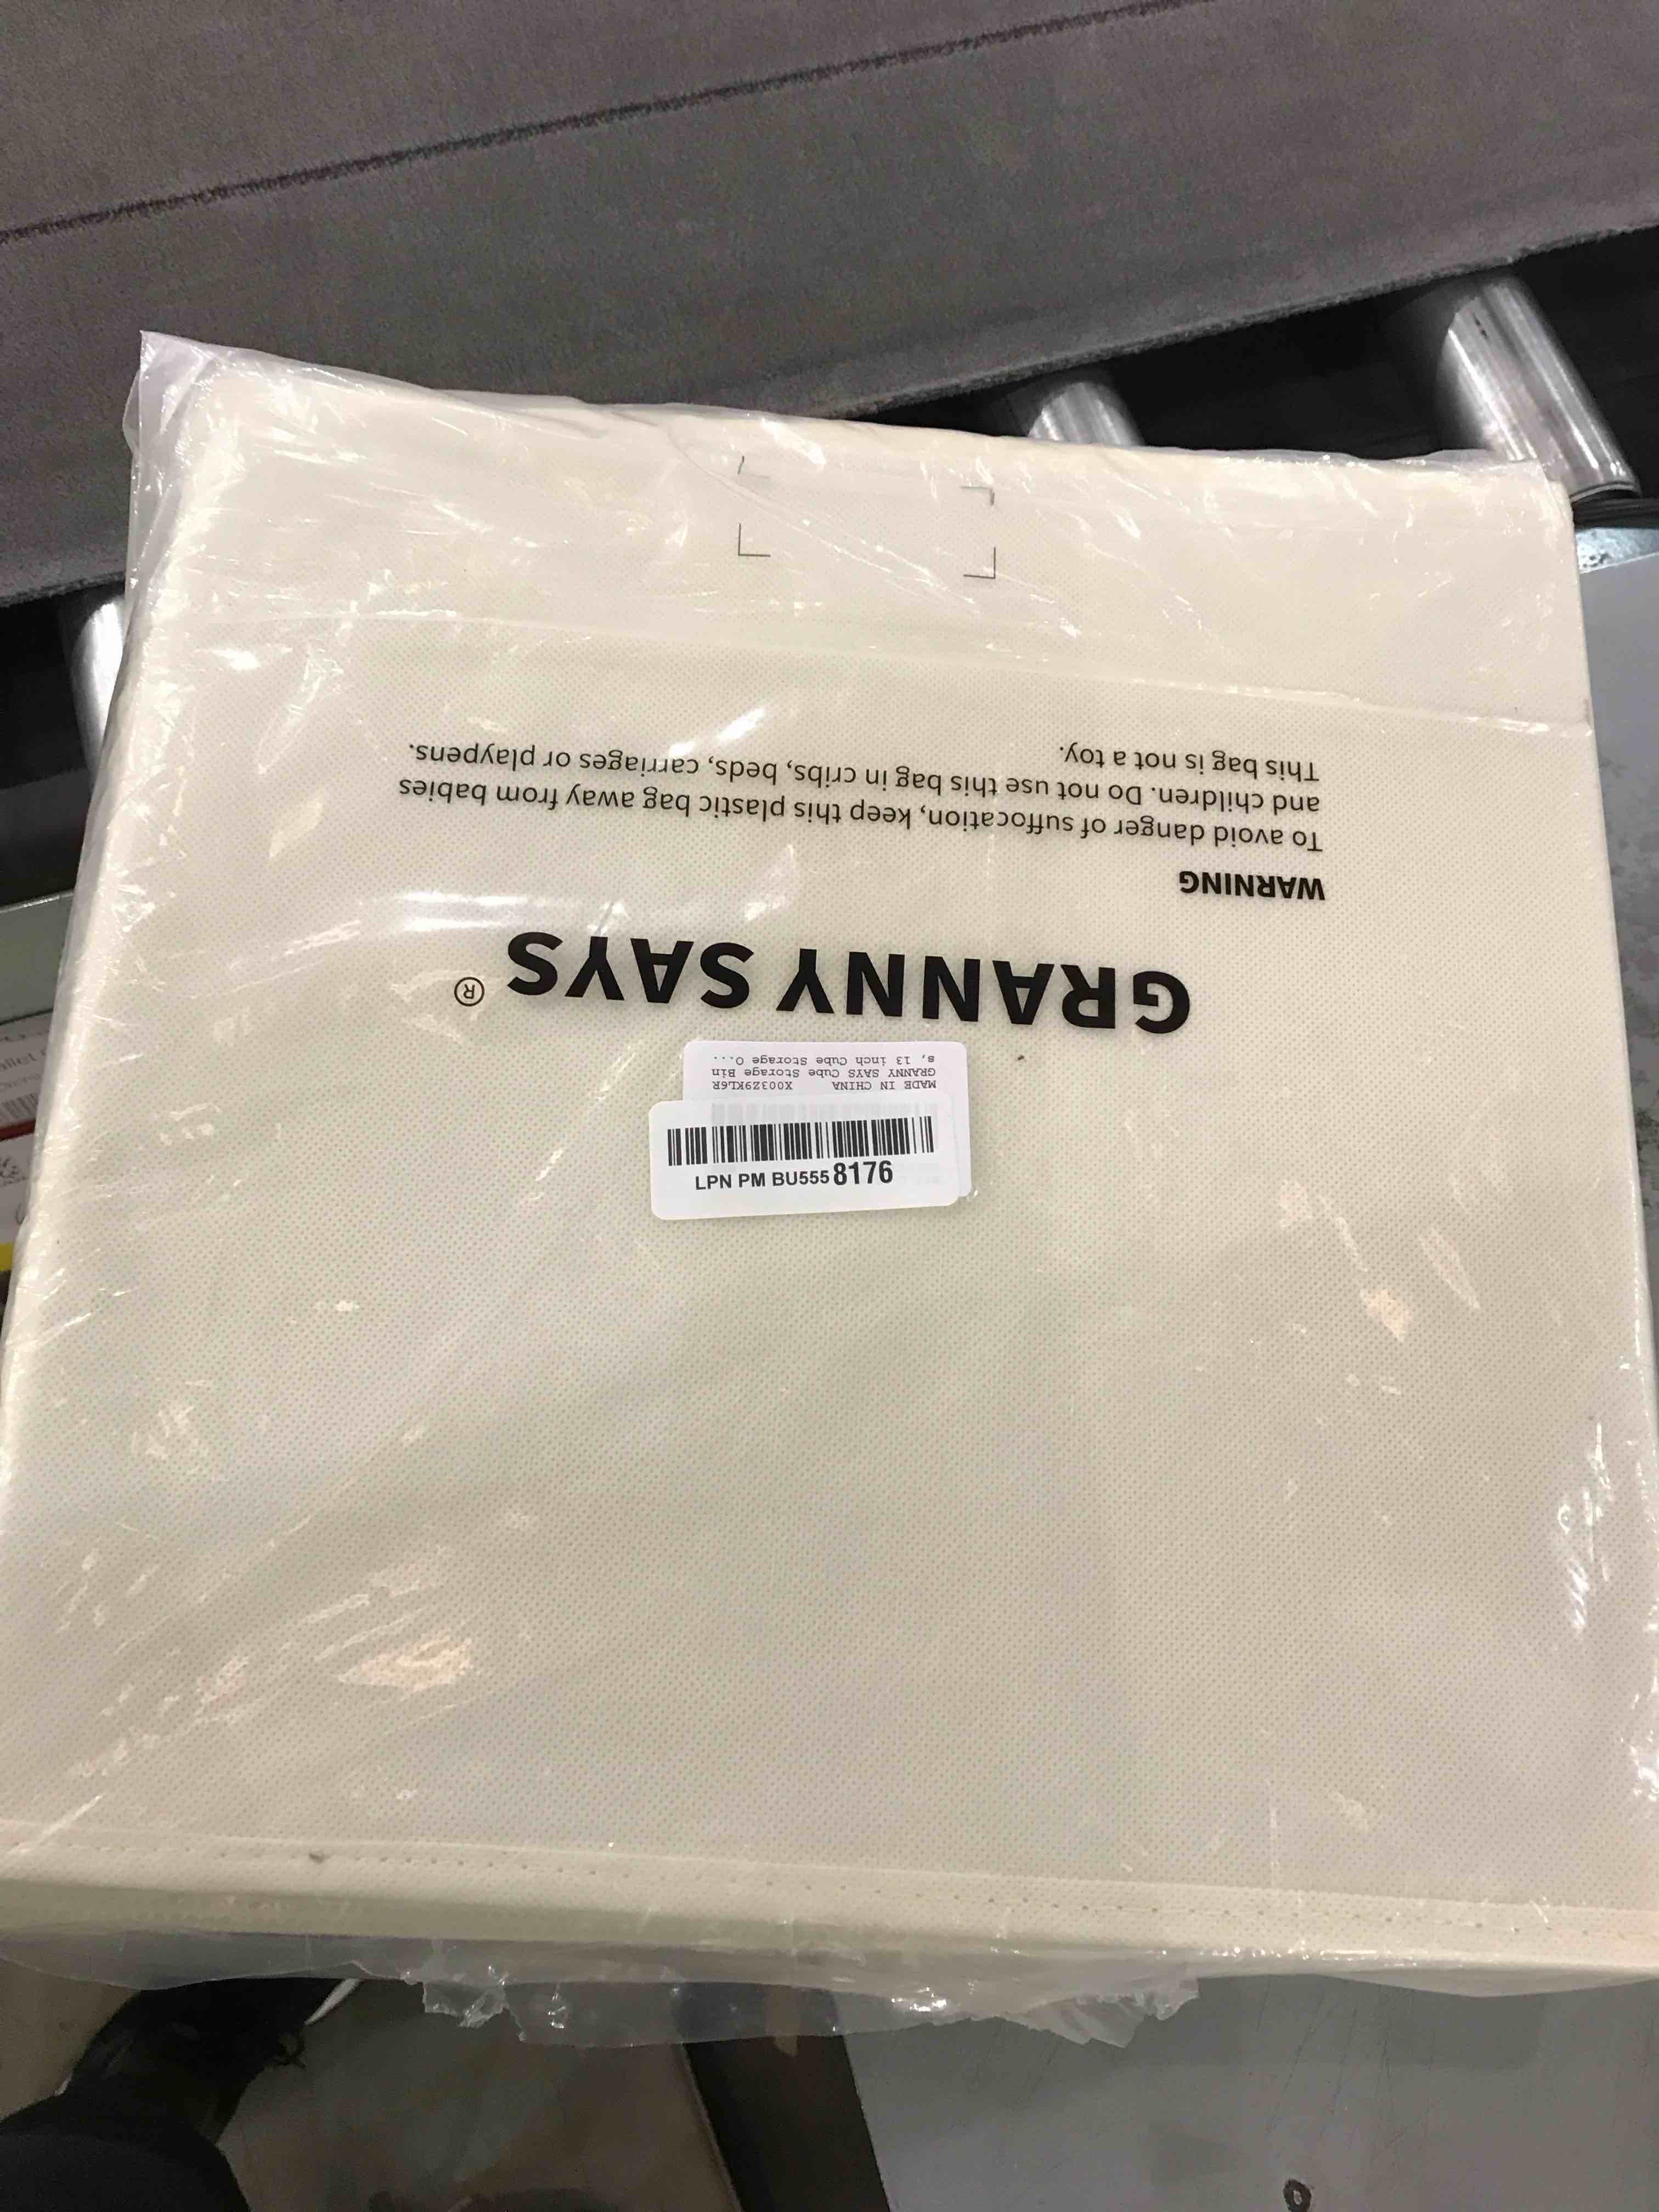 GRANNY SAYS®
WARNING
To avoid danger of suffocation, keep this plastic bag away from babies
and children. Do not use this bag in cribs, beds, carriages or playpens.
This bag is not a toy.
LPN PM BU5558176
MADE IN CHINA X003Z9KL6R
GRANNY SAYS Cube Storage Bin
s, 13 inch Cube Storage O...